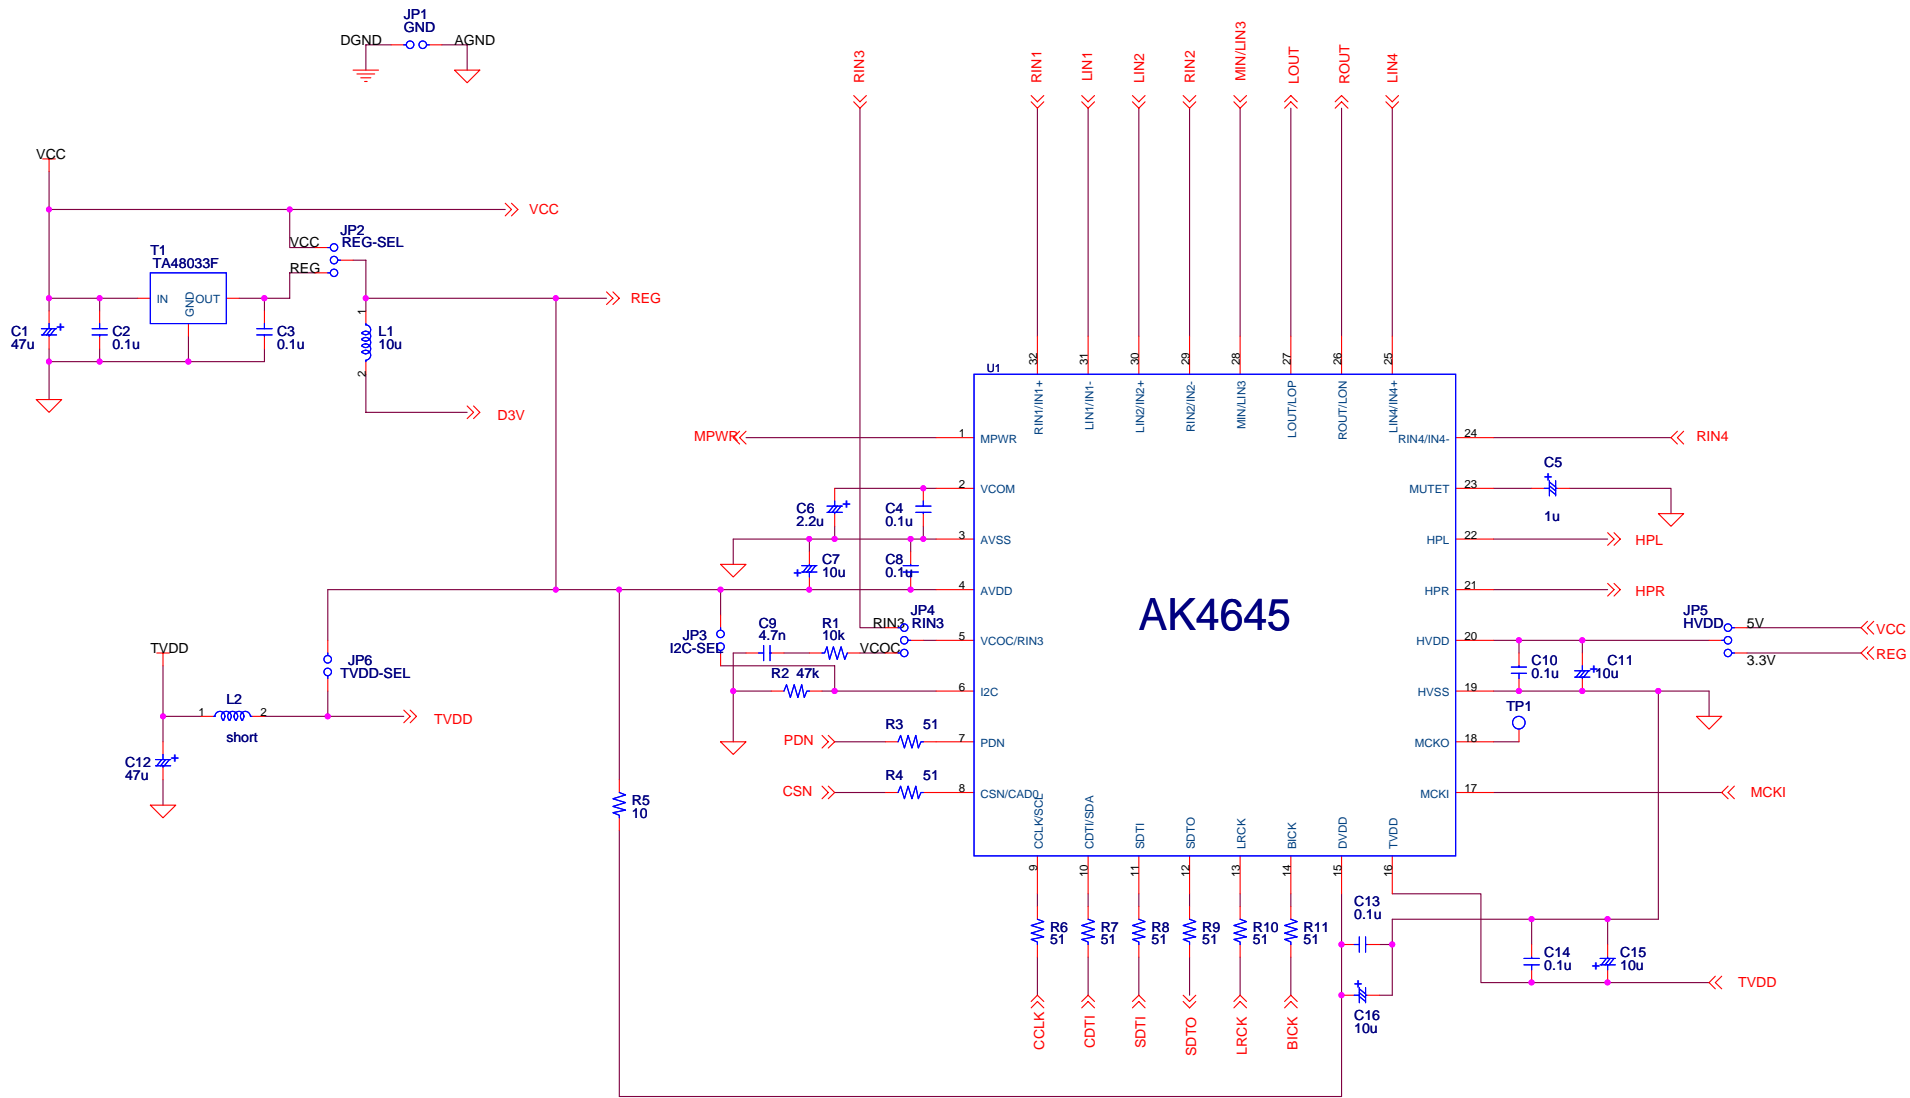 JP1
GND
DGND
AGND
RIN3
RIN1
LIN1
LIN2
RIN2
MIN/LIN3
LOUT
ROUT
LIN4
VCC
VCC
JP2
REG-SEL
VCC
REG
T1
TA48033F
IN
GND
OUT
REG
C1
47u
C2
0.1u
C3
0.1u
1
L1
10u
2
D3V
U1
32
31
30
29
28
27
26
25
RIN1/IN1+
LIN1/IN1-
LIN2/IN2+
RIN2/IN2-
MIN/LIN3
LOUT/LOP
ROUT/LON
LIN4/IN4+
MPWR
1
MPWR
RIN4/IN4-
24
RIN4
2
VCOM
MUTET
23
C5
1u
C6
2.2u
C4
0.1u
3
AVSS
HPL
22
HPL
C7
10u
C8
0.1u
4
AVDD
HPR
21
HPR
AK4645
JP3
I2C-SEL
C9
4.7n
R1
10k
RIN3
JP4
RIN3
VCOC
5
VCOC/RIN3
HVDD
20
JP5
HVDD
5V
VCC
3.3V
REG
C10
0.1u
C11
10u
R2 47k
6
I2C
HVSS
19
TP1
TVDD
JP6
TVDD-SEL
L2
1
2
short
TVDD
C12
47u
PDN
R3 51
7
PDN
MCKO
18
CSN
R4 51
8
CSN/CAD0
MCKI
17
MCKI
R5
10
CCLK/SCL
CDTI/SDA
SDTI
SDTO
LRCK
BICK
DVDD
TVDD
9
10
11
12
13
14
15
16
R6
51
R7
51
R8
51
R9
51
R10
51
R11
51
C13
0.1u
C14
0.1u
C15
10u
TVDD
C16
10u
CCLK
CDTI
SDTI
SDTO
LRCK
BICK